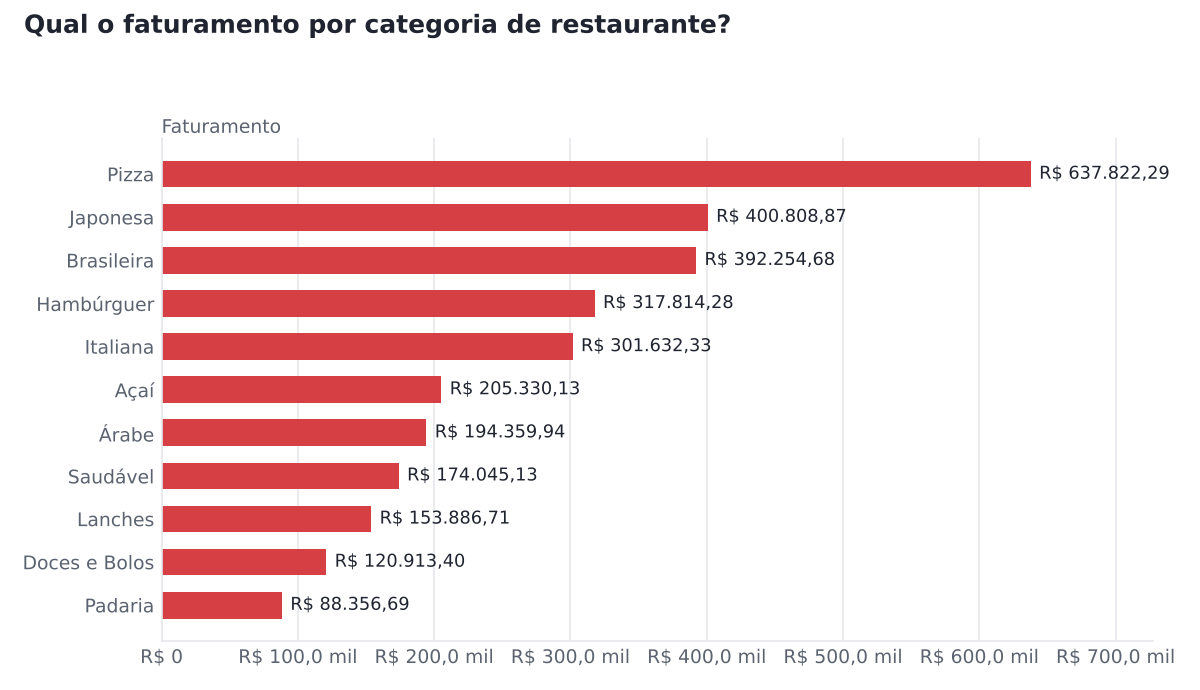 Qual o faturamento por categoria de restaurante?
Faturamento
Pizza R$ 637.822,29
Japonesa R$ 400.808,87
Brasileira R$ 392.254,68
Hambúrguer R$ 317.814,28
Italiana R$ 301.632,33
Açaí R$ 205.330,13
Árabe R$ 194.359,94
Saudável R$ 174.045,13
Lanches R$ 153.886,71
Doces e Bolos R$ 120.913,40
Padaria R$ 88.356,69
R$ 0 R$ 100,0 mil R$ 200,0 mil R$ 300,0 mil R$ 400,0 mil R$ 500,0 mil R$ 600,0 mil R$ 700,0 mil